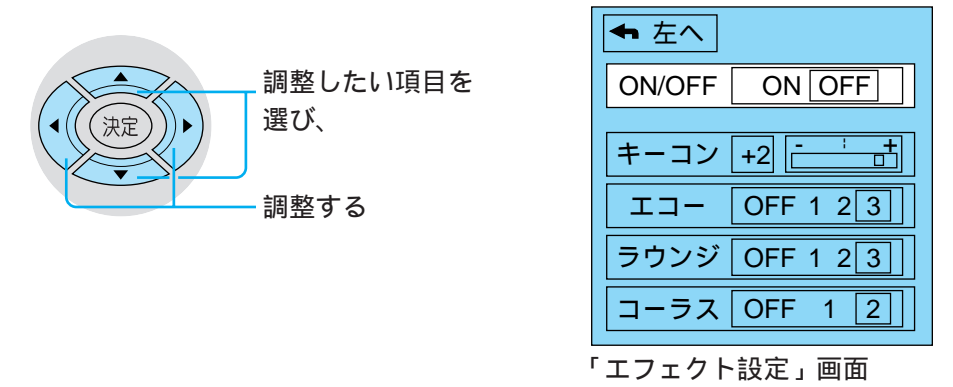 決定
調整したい項目を
選び、
調整する
左へ
ON/OFF ON OFF
キーコン +2 - +
エコー OFF 1 2 3
ラウンジ OFF 1 2 3
コーラス OFF 1 2
「エフェクト設定」画面